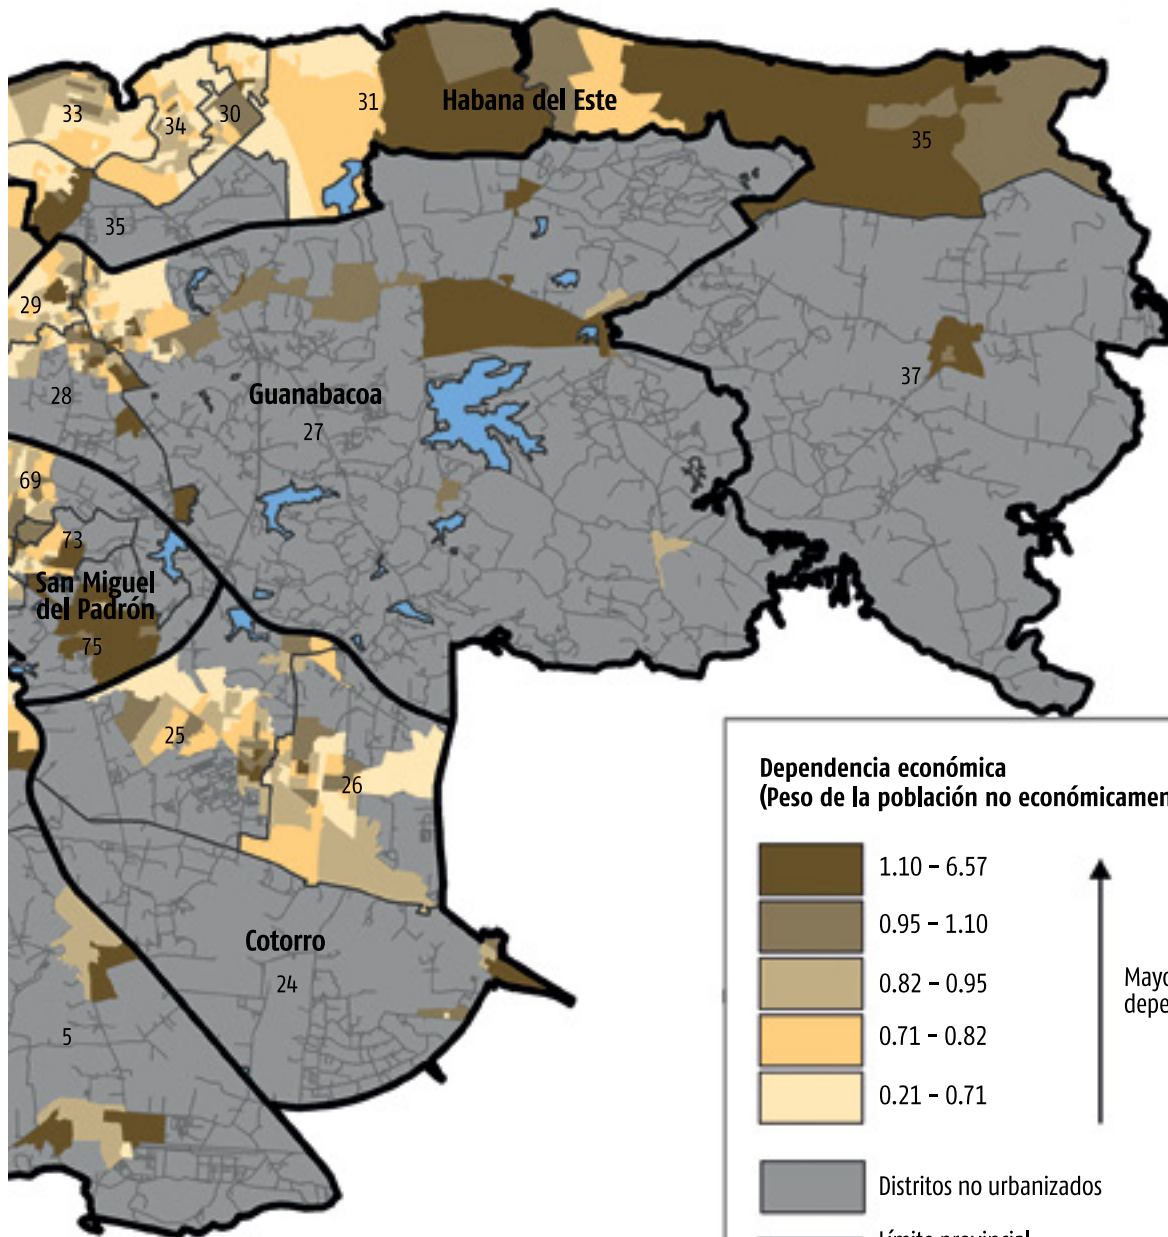 33
34
30
31
Habana del Este
35
35
29
28
Guanabacoa
27
37
69
73
San Miguel
del Padrón
75
25
26
Cotorro
24
5
Dependencia económica
(Peso de la población no económicamen
1.10 – 6.57
0.95 – 1.10
0.82 – 0.95
0.71 – 0.82
0.21 – 0.71
Mayo
depe
Distritos no urbanizados
Límite provincial